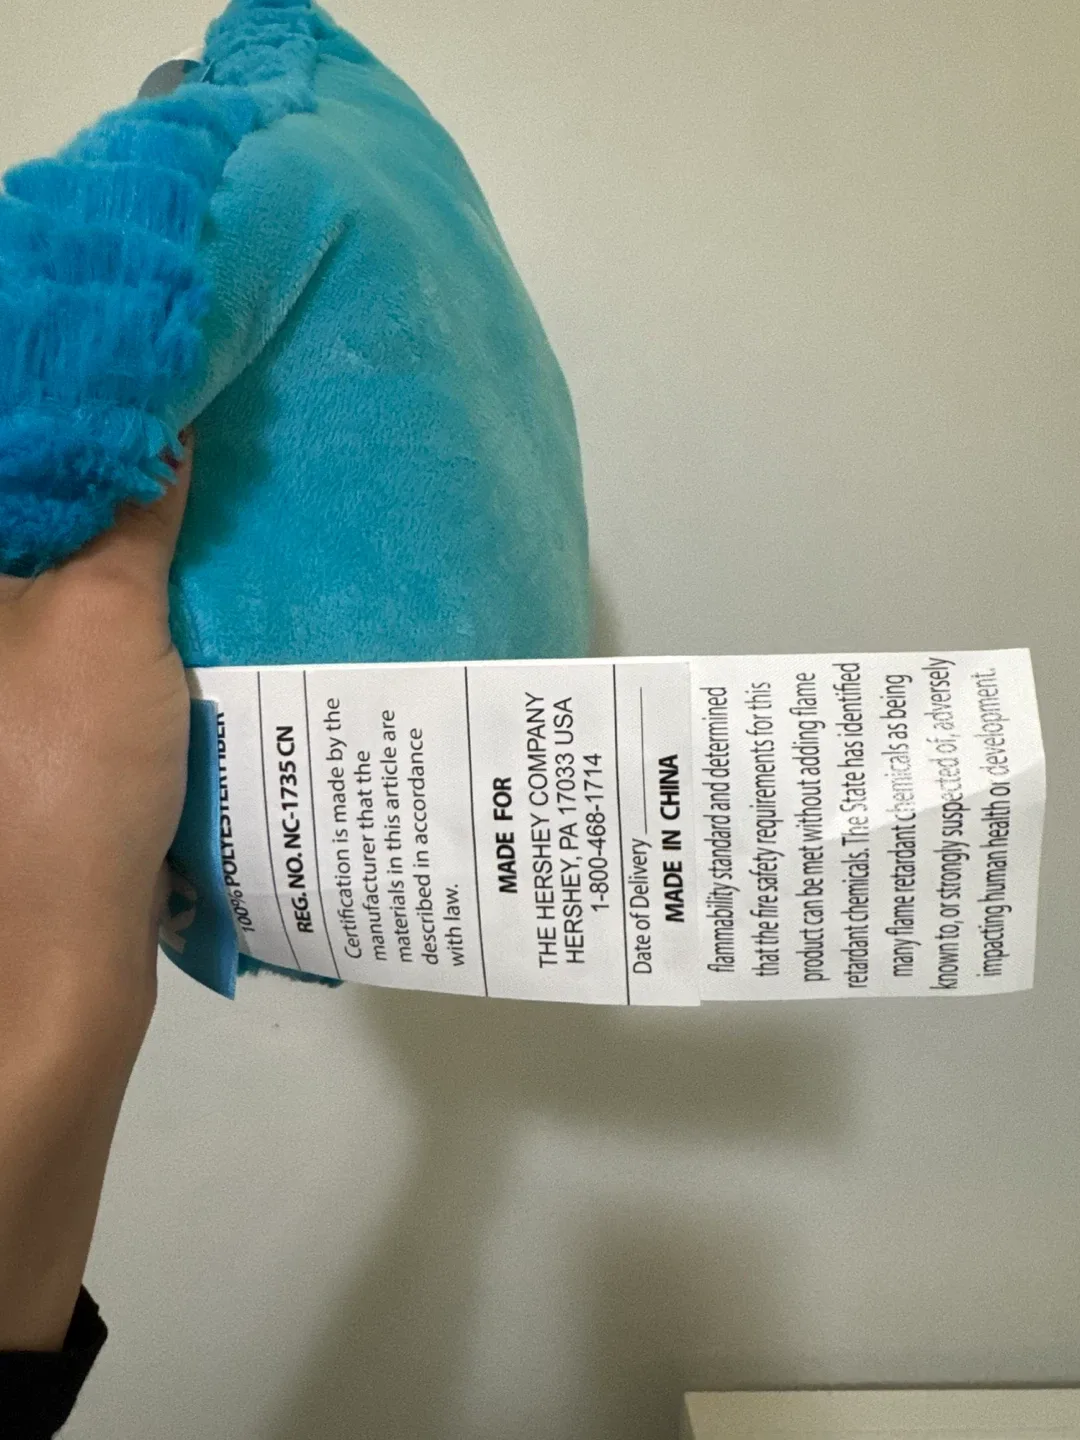 100% POLYESTER FIBER
REG. NO. NC-1735 CN
Certification is made by the
manufacturer that the
materials in this article are
described in accordance
with law.
MADE FOR
THE HERSHEY COMPANY
HERSHEY, PA 17033 USA
1-800-468-1714
Date of Delivery
MADE IN CHINA
flammability standard and determined
that the fire safety requirements for this
product can be met without adding flame
retardant chemicals. The State has identified
many flame retardant chemicals as being
known to, or strongly suspected of, adversely
impacting human health or development.